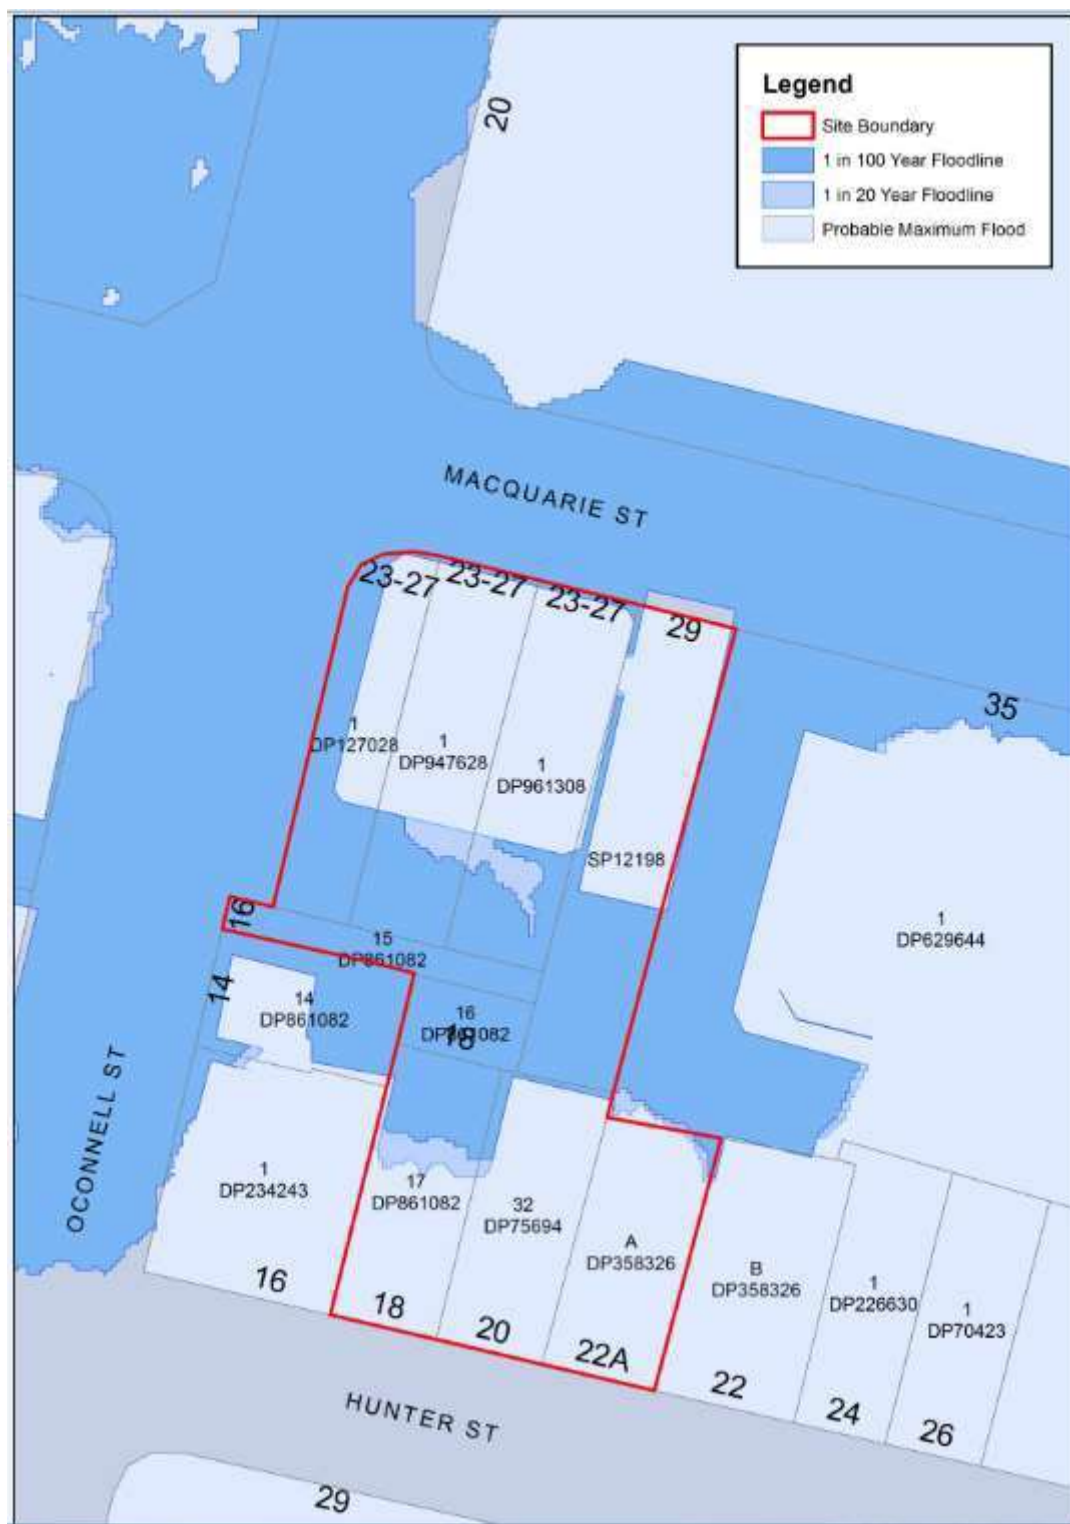 20
Legend
Site Boundary
1 in 100 Year Floodline
1 in 20 Year Floodline
Probable Maximum Flood
MACQUARIE ST
23-27
23-27
23-27
29
35
1
DP127028
1
DP947628
1
DP961308
SP12198
16
15
DP861082
1
DP629644
14
14
DP861082
16
DP861082
18
OCONNELL ST
1
DP234243
17
DP861082
32
DP75694
A
DP358326
B
DP358326
1
DP226630
1
DP70423
16
18
20
22A
22
24
26
HUNTER ST
29